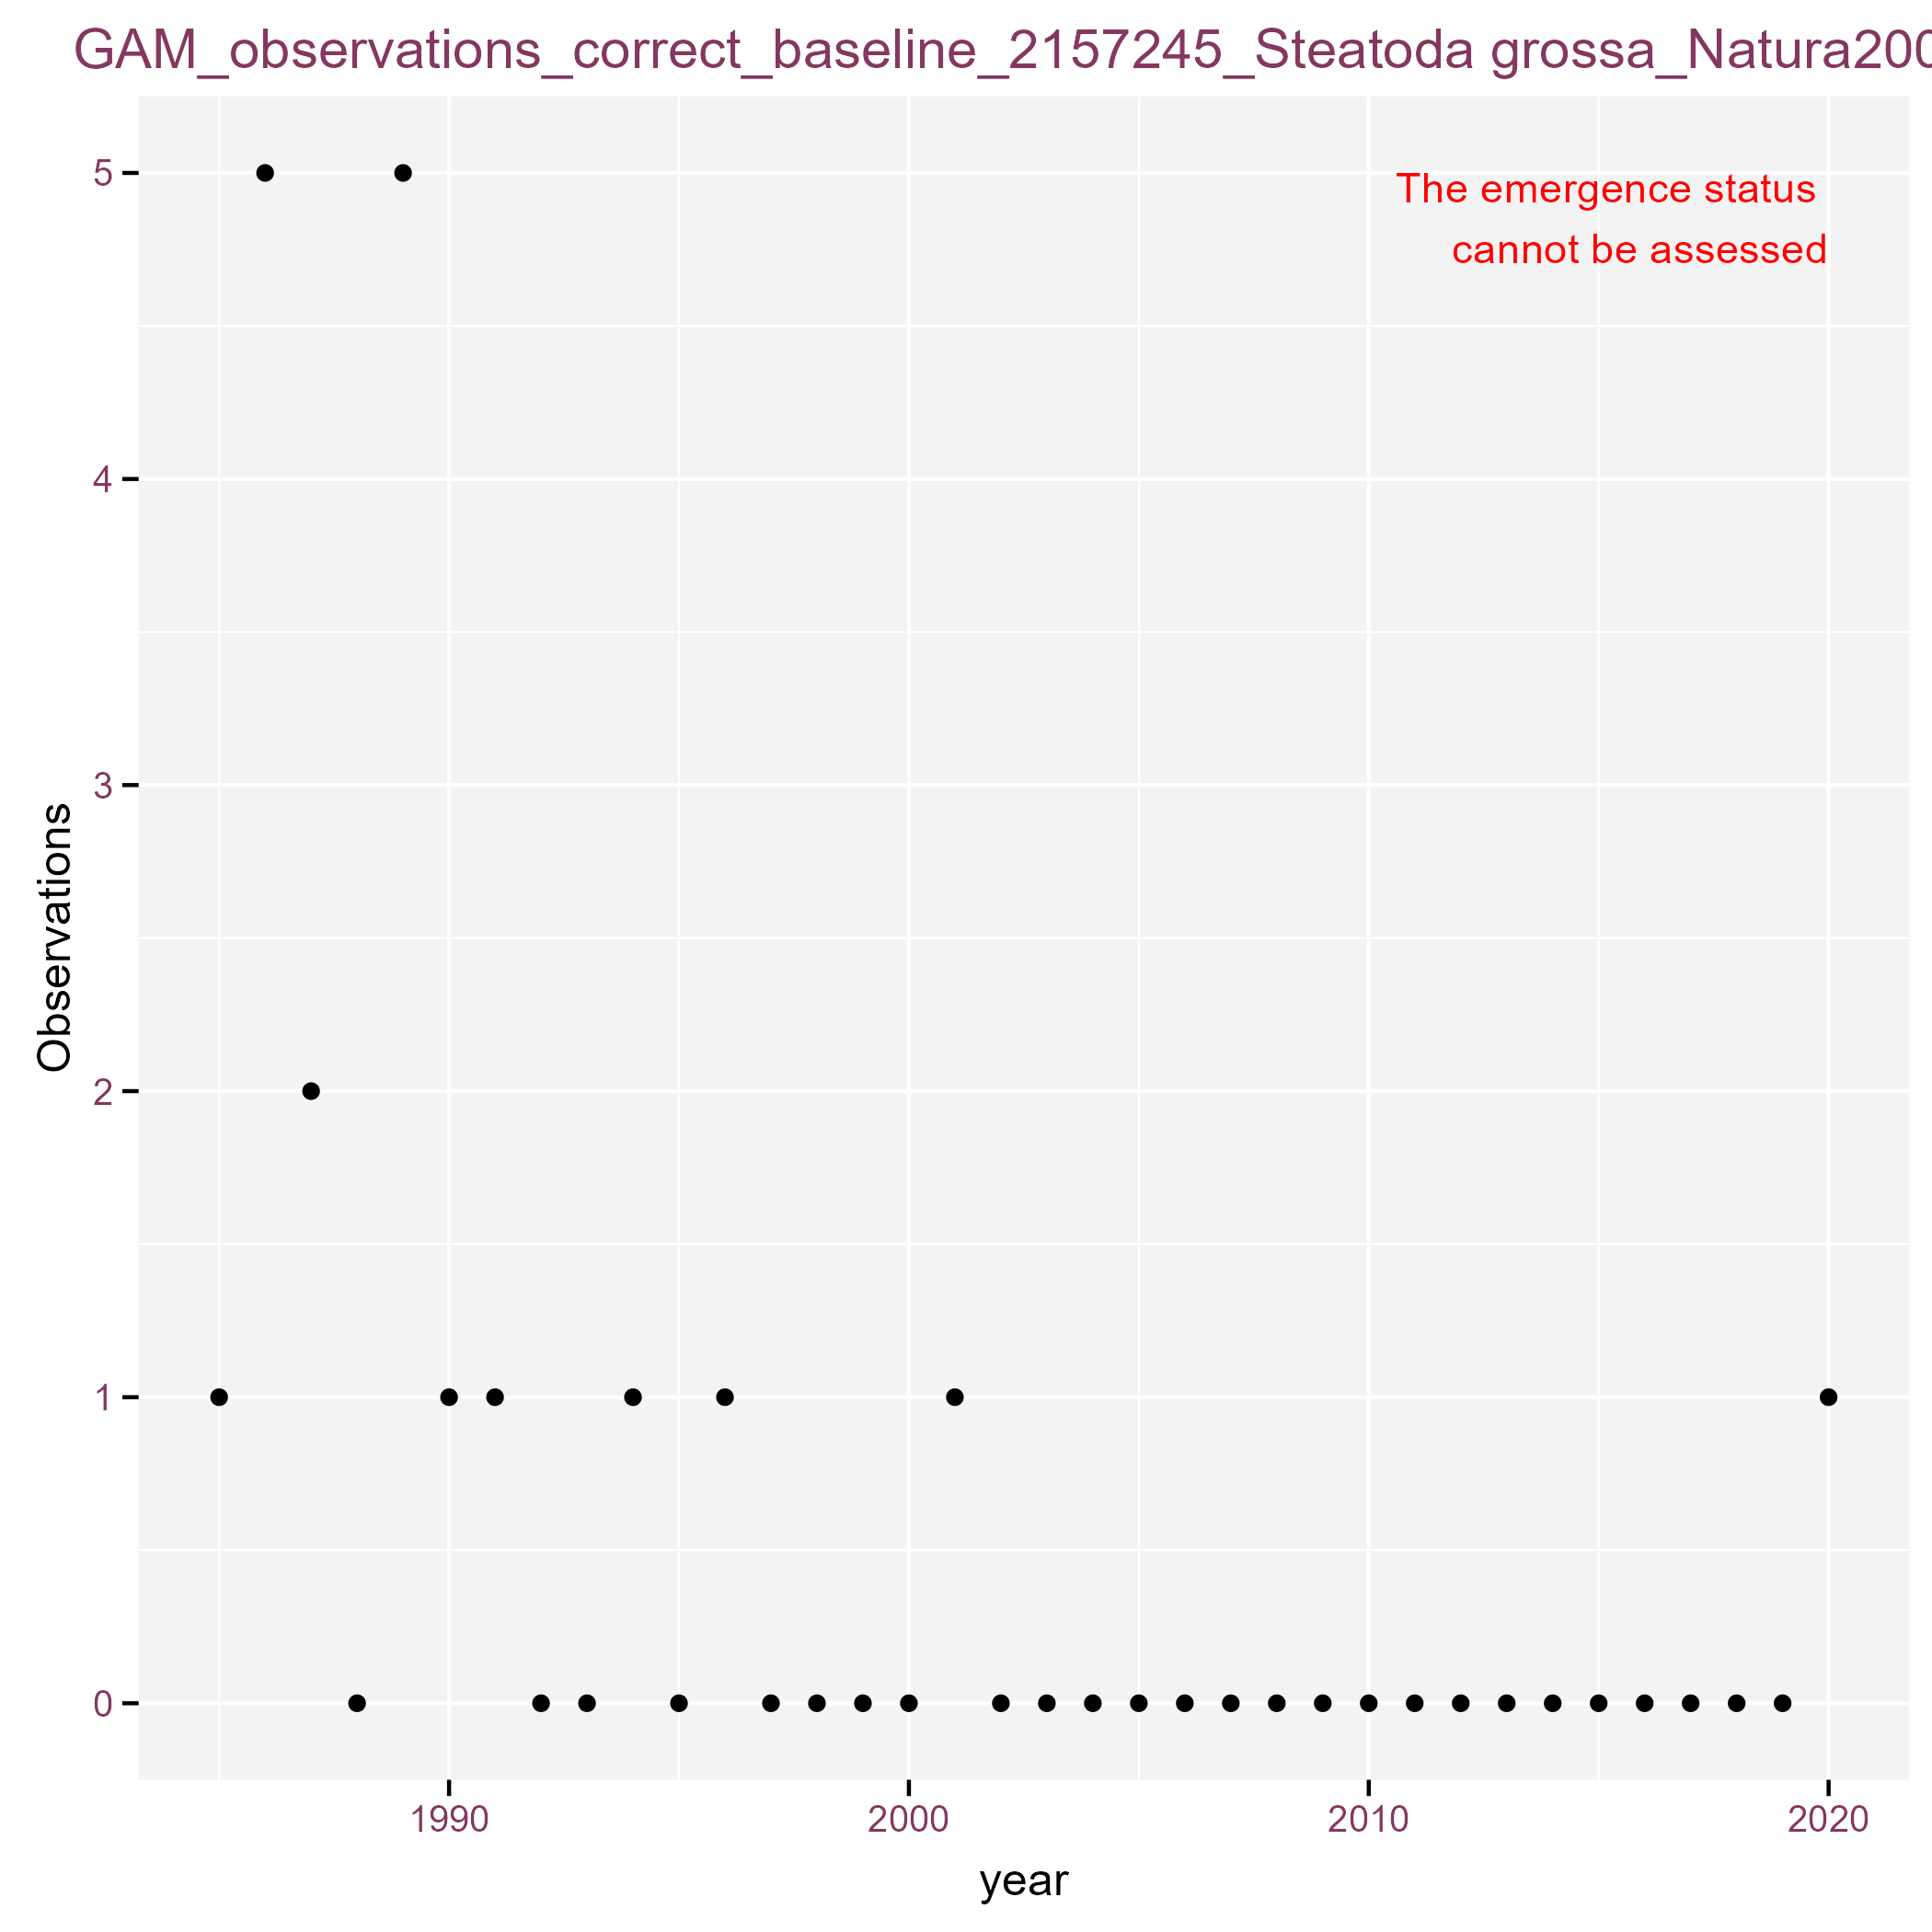 GAM_observations_correct_baseline_2157245_Steatoda grossa_Natura200
The emergence status
cannot be assessed
Observations
5
4
3
2
1
0
1990 2000 2010 2020
year